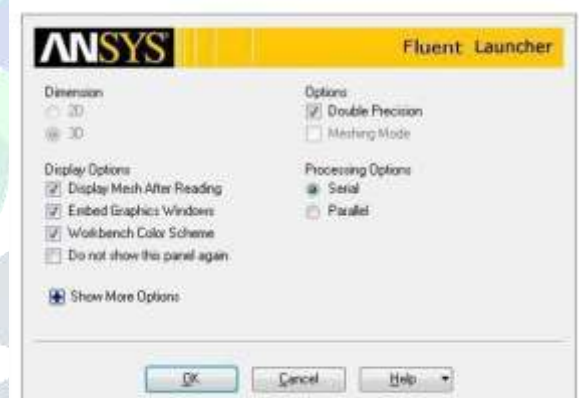 ANSYS
Fluent Launcher
Dimension
2D
3D
Options
Double Precision
Meshing Mode
Display Options
Display Mesh After Reading
Embed Graphics Windows
Workbench Color Scheme
Do not show this panel again
Processing Options
Serial
Parallel
Show More Options
OK
Cancel
Help